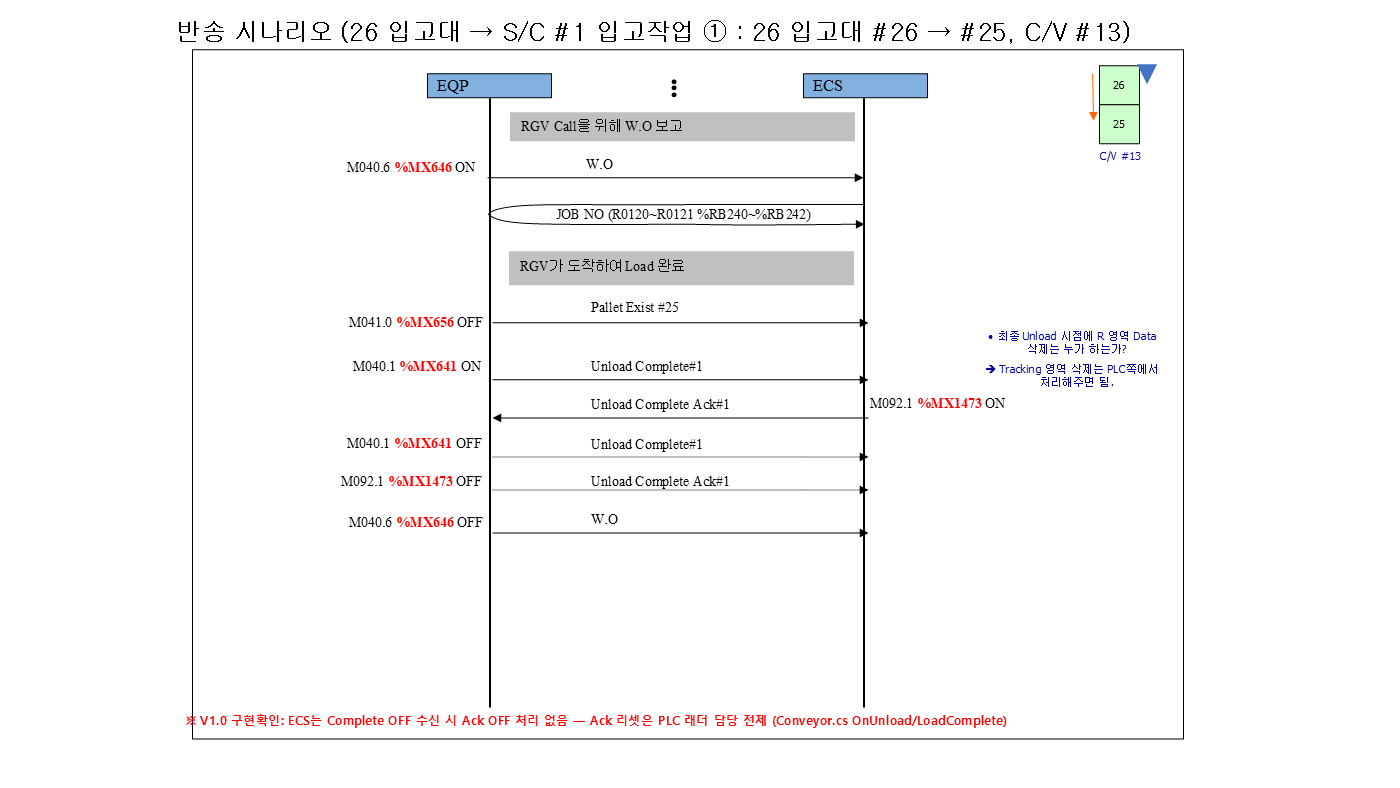 반송 시나리오 (26 입고대 → S/C #1 입고작업 ① : 26 입고대 #26 → #25, C/V #13)
EQP
ECS
26
25
C/V #13
RGV Call을 위해 W.O 보고
M040.6 %MX646 ON
W.O
JOB NO (R0120~R0121 %RB240~%RB242)
RGV가 도착하여 Load 완료
Pallet Exist #25
M041.0 %MX656 OFF
• 최종 Unload 시점에 R 영역 Data
삭제는 누가 하는가?
➔ Tracking 영역 삭제는 PLC쪽에서
처리해주면 됨.
M040.1 %MX641 ON
Unload Complete#1
Unload Complete Ack#1
M092.1 %MX1473 ON
M040.1 %MX641 OFF
Unload Complete#1
M092.1 %MX1473 OFF
Unload Complete Ack#1
M040.6 %MX646 OFF
W.O
※ V1.0 구현확인: ECS는 Complete OFF 수신 시 Ack OFF 처리 없음 — Ack 리셋은 PLC 래더 담당 전제 (Conveyor.cs OnUnload/LoadComplete)